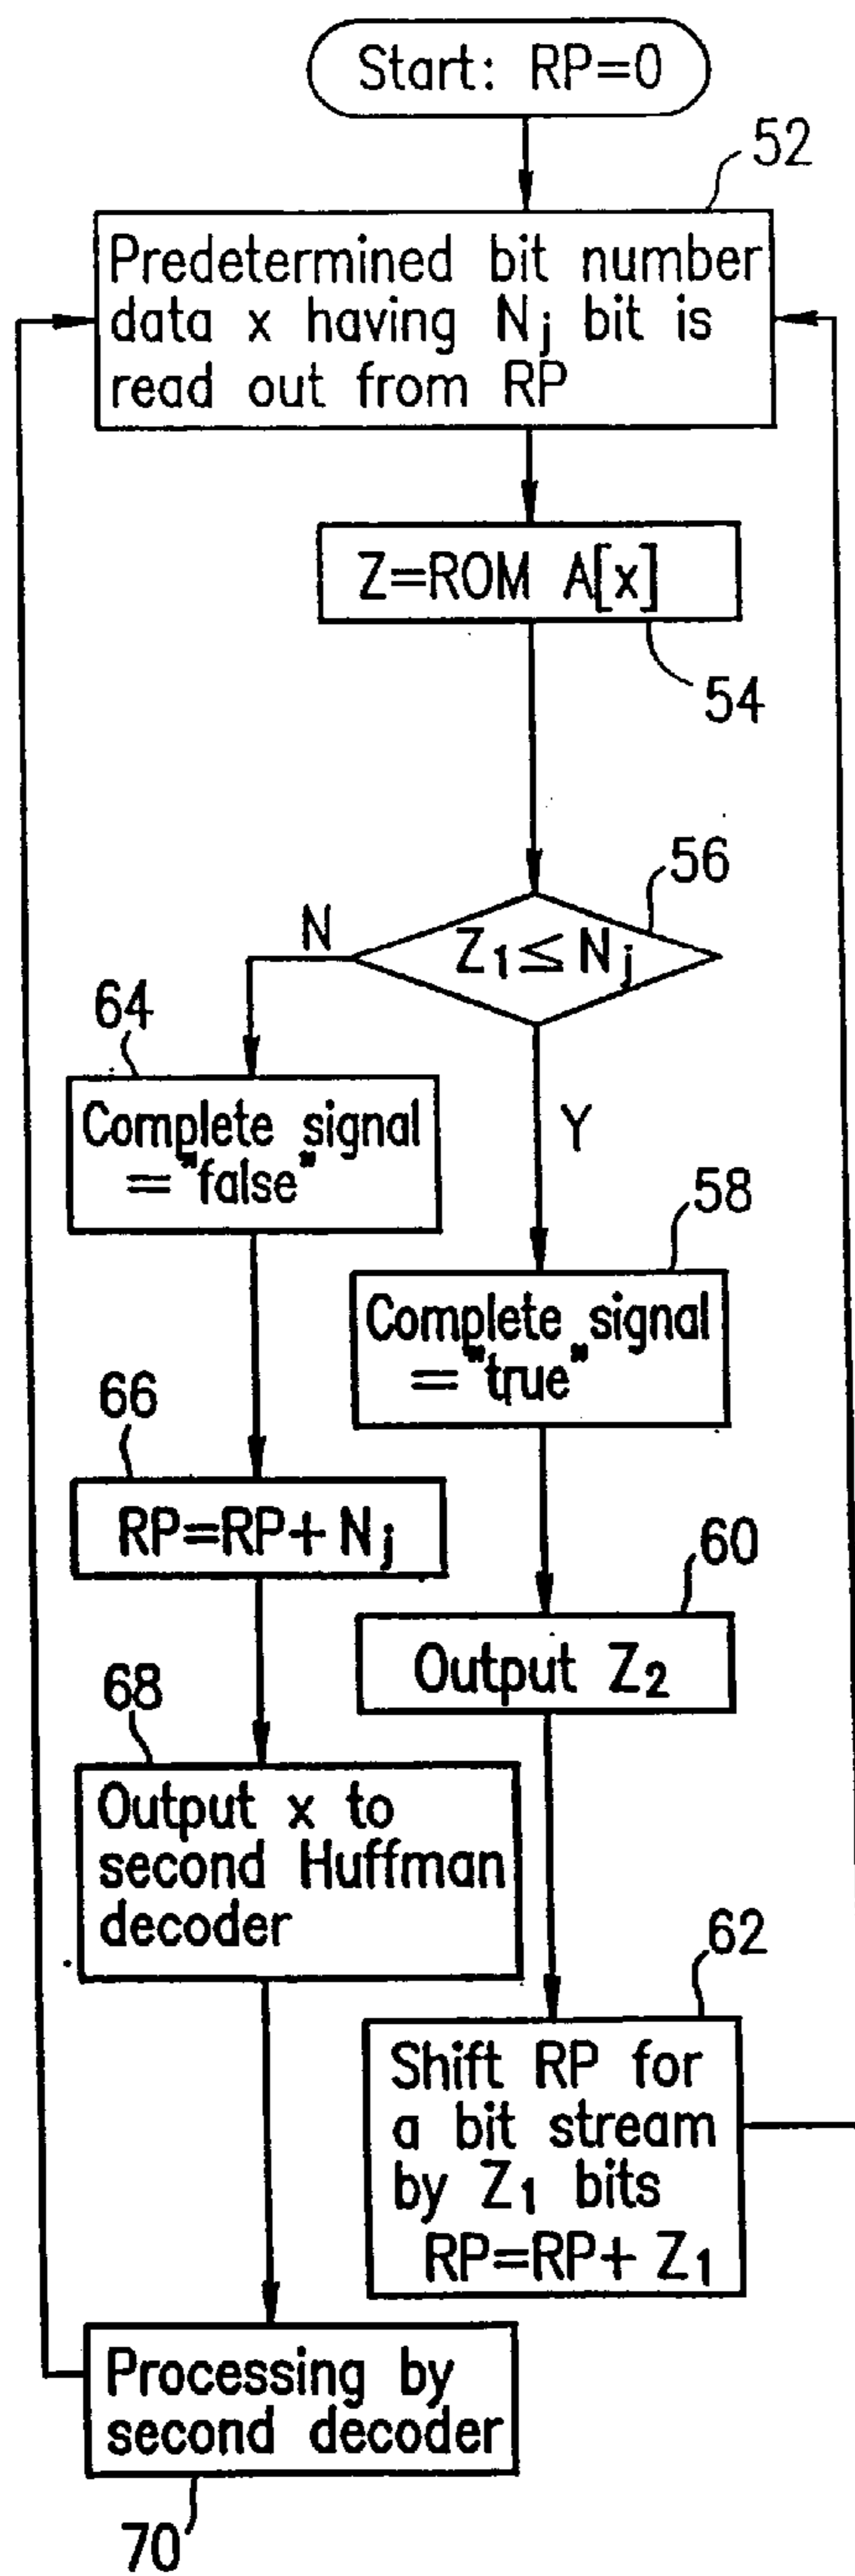 Start: RP=0
52
Predetermined bit number
data x having Nj bit is
read out from RP
Z=ROM A[x]
54
56
Z1≤Nj
N
Y
64
Complete signal
="false"
58
Complete signal
="true"
66
RP=RP+Nj
60
Output Z2
68
Output x to
second Huffman
decoder
62
Shift RP for
a bit stream
by Z1 bits
RP=RP+Z1
Processing by
second decoder
70